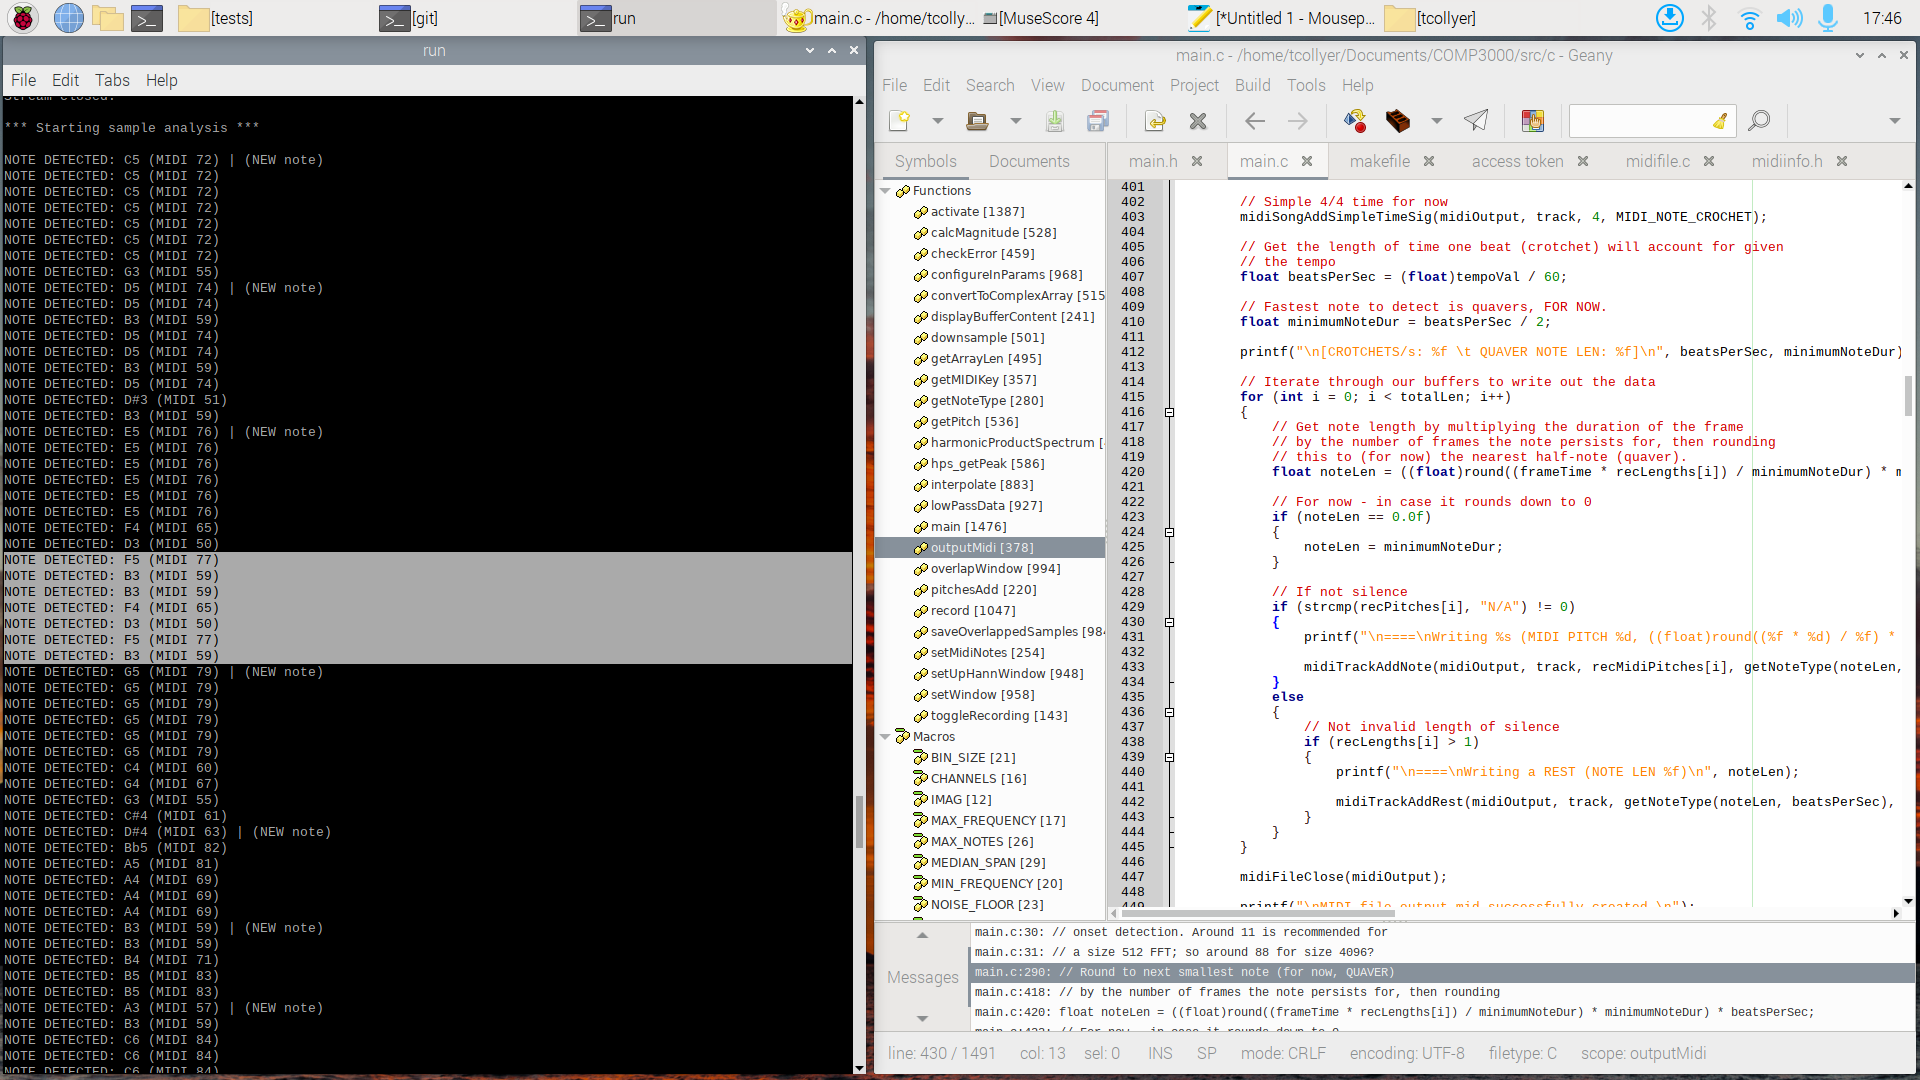 [tests]
[git]
run
main.c - /home/tcolly...
[MuseScore 4]
[*Untitled 1 - Mousep...
[tcollyer]
17:46
run
File Edit Tabs Help
Stream closed.
*** Starting sample analysis ***
NOTE DETECTED: C5 (MIDI 72) | (NEW note)
NOTE DETECTED: C5 (MIDI 72)
NOTE DETECTED: C5 (MIDI 72)
NOTE DETECTED: C5 (MIDI 72)
NOTE DETECTED: C5 (MIDI 72)
NOTE DETECTED: C5 (MIDI 72)
NOTE DETECTED: C5 (MIDI 72)
NOTE DETECTED: G3 (MIDI 55)
NOTE DETECTED: D5 (MIDI 74) | (NEW note)
NOTE DETECTED: D5 (MIDI 74)
NOTE DETECTED: B3 (MIDI 59)
NOTE DETECTED: D5 (MIDI 74)
NOTE DETECTED: D5 (MIDI 74)
NOTE DETECTED: B3 (MIDI 59)
NOTE DETECTED: D5 (MIDI 74)
NOTE DETECTED: D#3 (MIDI 51)
NOTE DETECTED: B3 (MIDI 59)
NOTE DETECTED: E5 (MIDI 76) | (NEW note)
NOTE DETECTED: E5 (MIDI 76)
NOTE DETECTED: E5 (MIDI 76)
NOTE DETECTED: E5 (MIDI 76)
NOTE DETECTED: E5 (MIDI 76)
NOTE DETECTED: E5 (MIDI 76)
NOTE DETECTED: F4 (MIDI 65)
NOTE DETECTED: D3 (MIDI 50)
NOTE DETECTED: F5 (MIDI 77)
NOTE DETECTED: B3 (MIDI 59)
NOTE DETECTED: B3 (MIDI 59)
NOTE DETECTED: F4 (MIDI 65)
NOTE DETECTED: D3 (MIDI 50)
NOTE DETECTED: F5 (MIDI 77)
NOTE DETECTED: B3 (MIDI 59)
NOTE DETECTED: G5 (MIDI 79) | (NEW note)
NOTE DETECTED: G5 (MIDI 79)
NOTE DETECTED: G5 (MIDI 79)
NOTE DETECTED: G5 (MIDI 79)
NOTE DETECTED: G5 (MIDI 79)
NOTE DETECTED: G5 (MIDI 79)
NOTE DETECTED: C4 (MIDI 60)
NOTE DETECTED: G4 (MIDI 67)
NOTE DETECTED: G3 (MIDI 55)
NOTE DETECTED: C#4 (MIDI 61)
NOTE DETECTED: D#4 (MIDI 63) | (NEW note)
NOTE DETECTED: Bb5 (MIDI 82)
NOTE DETECTED: A5 (MIDI 81)
NOTE DETECTED: A4 (MIDI 69)
NOTE DETECTED: A4 (MIDI 69)
NOTE DETECTED: A4 (MIDI 69)
NOTE DETECTED: B3 (MIDI 59) | (NEW note)
NOTE DETECTED: B3 (MIDI 59)
NOTE DETECTED: B4 (MIDI 71)
NOTE DETECTED: B5 (MIDI 83)
NOTE DETECTED: B5 (MIDI 83)
NOTE DETECTED: A3 (MIDI 57) | (NEW note)
NOTE DETECTED: B3 (MIDI 59)
NOTE DETECTED: C6 (MIDI 84)
NOTE DETECTED: C6 (MIDI 84)
NOTE DETECTED: C6 (MIDI 84)
main.c - /home/tcollyer/Documents/COMP3000/src/c - Geany
File Edit Search View Document Project Build Tools Help
Symbols Documents
Functions
activate [1387]
calcMagnitude [528]
checkError [459]
configureInParams [968]
convertToComplexArray [515
displayBufferContent [241]
downsample [501]
getArrayLen [495]
getMIDIKey [357]
getNoteType [280]
getPitch [536]
harmonicProductSpectrum [
hps_getPeak [586]
interpolate [883]
lowPassData [927]
main [1476]
outputMidi [378]
overlapWindow [994]
pitchesAdd [220]
record [1047]
saveOverlappedSamples [984
setMidiNotes [254]
setUpHannWindow [948]
setWindow [958]
toggleRecording [143]
Macros
BIN_SIZE [21]
CHANNELS [16]
IMAG [12]
MAX_FREQUENCY [17]
MAX_NOTES [26]
MEDIAN_SPAN [29]
MIN_FREQUENCY [20]
NOISE_FLOOR [23]
main.h main.c makefile access token midifile.c midiinfo.h
401
402 // Simple 4/4 time for now
403 midiSongAddSimpleTimeSig(midiOutput, track, 4, MIDI_NOTE_CROCHET);
404
405 // Get the length of time one beat (crotchet) will account for given
406 // the tempo
407 float beatsPerSec = (float)tempoVal / 60;
408
409 // Fastest note to detect is quavers, FOR NOW.
410 float minimumNoteDur = beatsPerSec / 2;
411
412 printf("\n[CROTCHETS/s: %f \t QUAVER NOTE LEN: %f]\n", beatsPerSec, minimumNoteDur)
413
414 // Iterate through our buffers to write out the data
415 for (int i = 0; i < totalLen; i++)
416 {
417 // Get note length by multiplying the duration of the frame
418 // by the number of frames the note persists for, then rounding
419 // this to (for now) the nearest half-note (quaver).
420 float noteLen = ((float)round((frameTime * recLengths[i]) / minimumNoteDur) * m
421
422 // For now - in case it rounds down to 0
423 if (noteLen == 0.0f)
424 {
425 noteLen = minimumNoteDur;
426 }
427
428 // If not silence
429 if (strcmp(recPitches[i], "N/A") != 0)
430 {
431 printf("\n====\nWriting %s (MIDI PITCH %d, ((float)round((%f * %d) / %f) *
432
433 midiTrackAddNote(midiOutput, track, recMidiPitches[i], getNoteType(noteLen,
434 }
435 else
436 {
437 // Not invalid length of silence
438 if (recLengths[i] > 1)
439 {
440 printf("\n====\nWriting a REST (NOTE LEN %f)\n", noteLen);
441
442 midiTrackAddRest(midiOutput, track, getNoteType(noteLen, beatsPerSec),
443 }
444 }
445 }
446
447 midiFileClose(midiOutput);
448
449 printf("\nMIDI file output.mid successfully created.\n");
Messages
main.c:30: // onset detection. Around 11 is recommended for
main.c:31: // a size 512 FFT; so around 88 for size 4096?
main.c:290: // Round to next smallest note (for now, QUAVER)
main.c:418: // by the number of frames the note persists for, then rounding
main.c:420: float noteLen = ((float)round((frameTime * recLengths[i]) / minimumNoteDur) * minimumNoteDur) * beatsPerSec;
main.c:422: // For now - in case it rounds down to 0
line: 430 / 1491 col: 13 sel: 0 INS SP mode: CRLF encoding: UTF-8 filetype: C scope: outputMidi